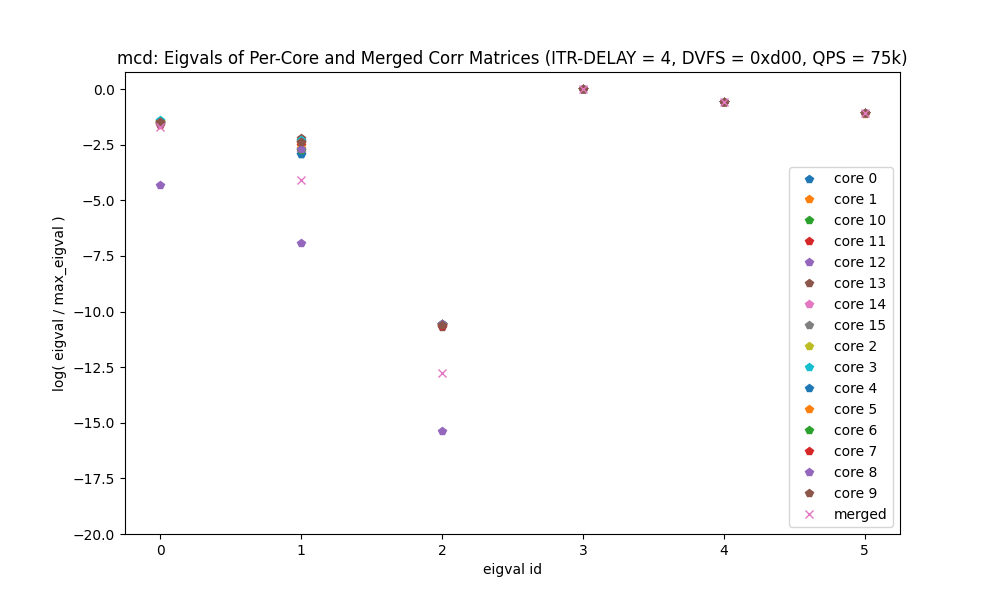 mcd: Eigvals of Per-Core and Merged Corr Matrices (ITR-DELAY = 4, DVFS = 0xd00, QPS = 75k)
log( eigval / max_eigval )
0.0
−2.5
−5.0
−7.5
−10.0
−12.5
−15.0
−17.5
−20.0
core 0
core 1
core 10
core 11
core 12
core 13
core 14
core 15
core 2
core 3
core 4
core 5
core 6
core 7
core 8
core 9
merged
0 1 2 3 4 5
eigval id